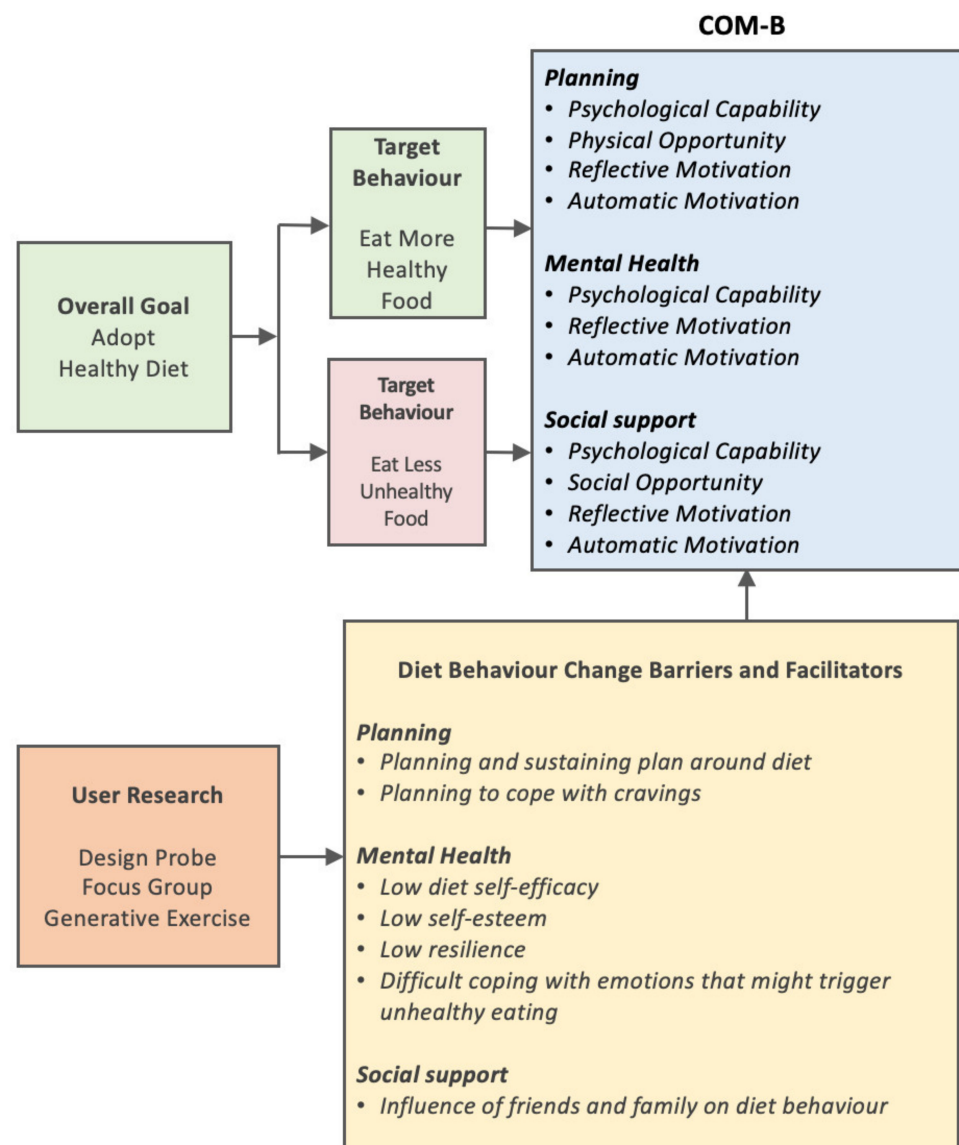 COM-B
Planning
• Psychological Capability
• Physical Opportunity
• Reflective Motivation
• Automatic Motivation
Mental Health
• Psychological Capability
• Reflective Motivation
• Automatic Motivation
Social support
• Psychological Capability
• Social Opportunity
• Reflective Motivation
• Automatic Motivation
Target
Behaviour
Eat More
Healthy
Food
Overall Goal
Adopt
Healthy Diet
Target
Behaviour
Eat Less
Unhealthy
Food
Diet Behaviour Change Barriers and Facilitators
Planning
• Planning and sustaining plan around diet
• Planning to cope with cravings
Mental Health
• Low diet self-efficacy
• Low self-esteem
• Low resilience
• Difficult coping with emotions that might trigger
unhealthy eating
Social support
• Influence of friends and family on diet behaviour
User Research
Design Probe
Focus Group
Generative Exercise